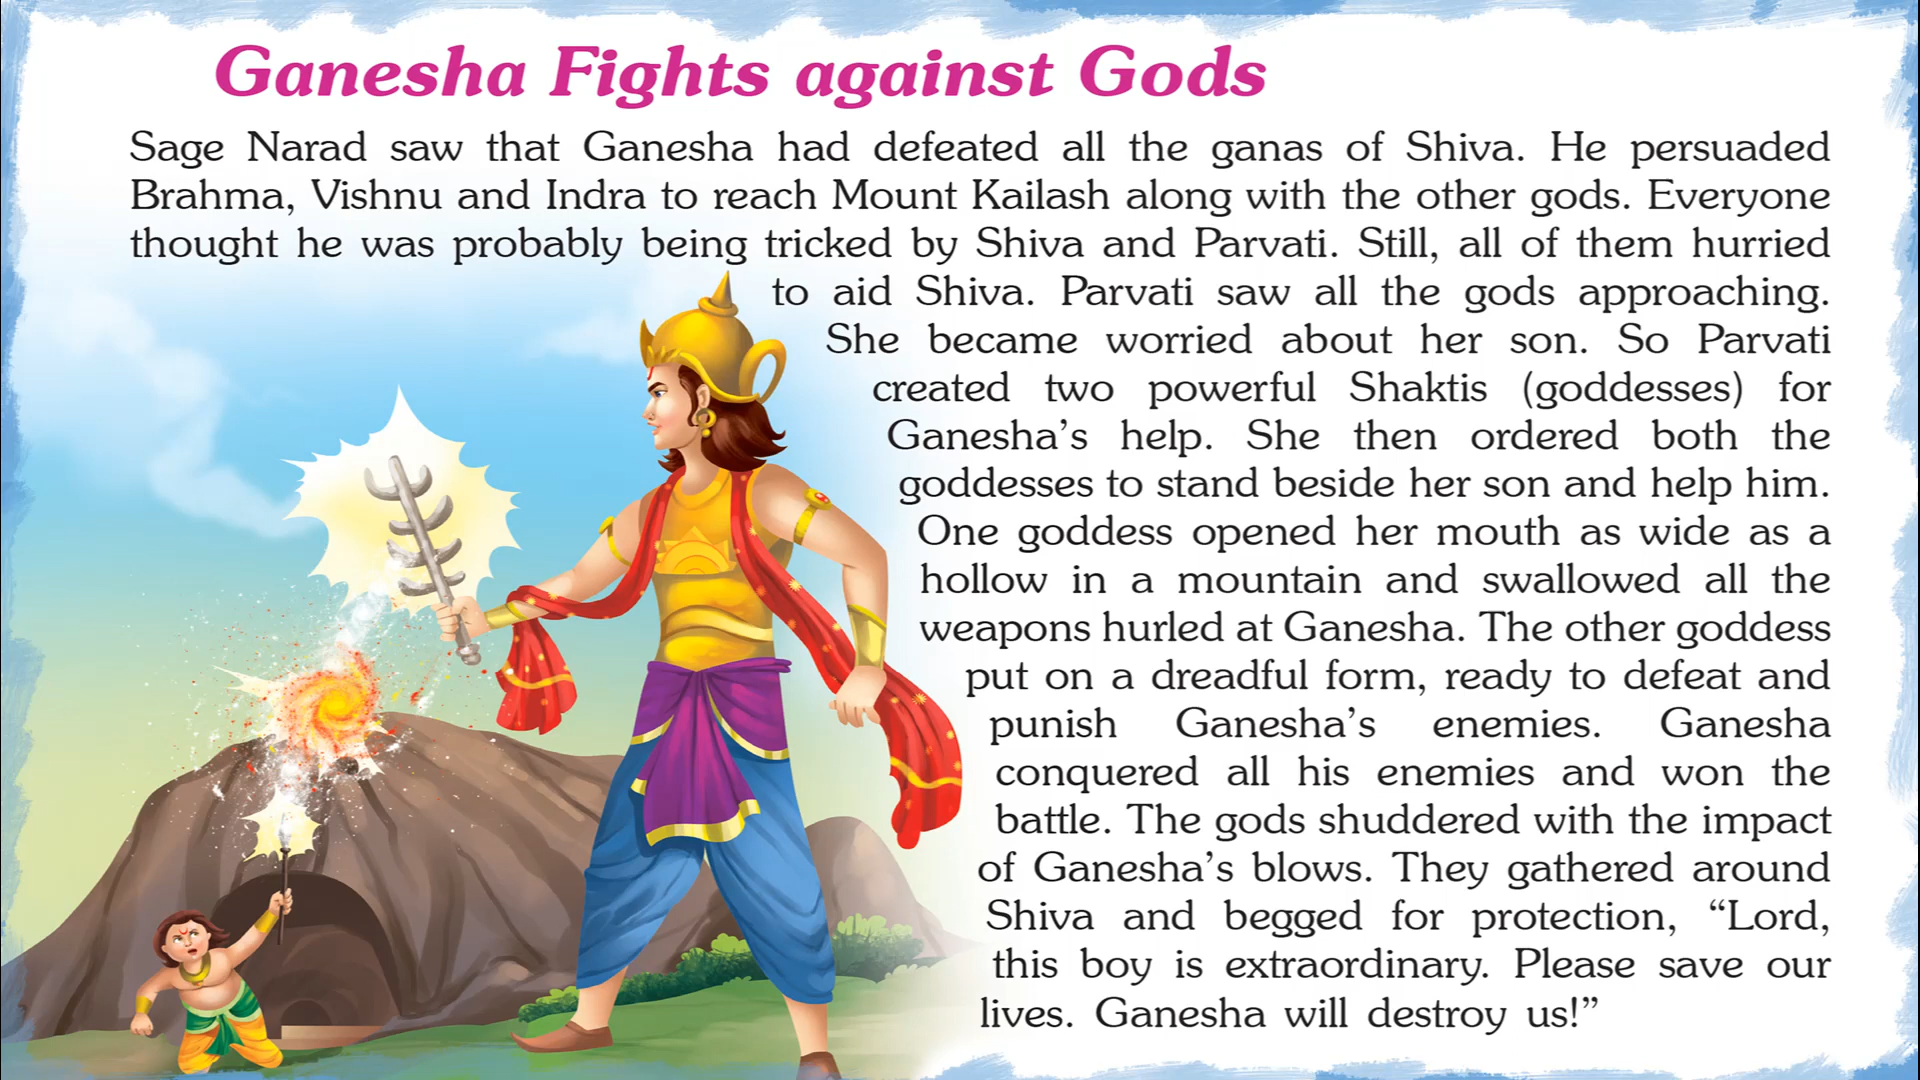 Ganesha Fights against Gods
Sage Narad saw that Ganesha had defeated all the ganas of Shiva. He persuaded
Brahma, Vishnu and Indra to reach Mount Kailash along with the other gods. Everyone
thought he was probably being tricked by Shiva and Parvati. Still, all of them hurried
to aid Shiva. Parvati saw all the gods approaching.
She became worried about her son. So Parvati
created two powerful Shaktis (goddesses) for
Ganesha’s help. She then ordered both the
goddesses to stand beside her son and help him.
One goddess opened her mouth as wide as a
hollow in a mountain and swallowed all the
weapons hurled at Ganesha. The other goddess
put on a dreadful form, ready to defeat and
punish Ganesha’s enemies. Ganesha
conquered all his enemies and won the
battle. The gods shuddered with the impact
of Ganesha’s blows. They gathered around
Shiva and begged for protection, “Lord,
this boy is extraordinary. Please save our
lives. Ganesha will destroy us!”